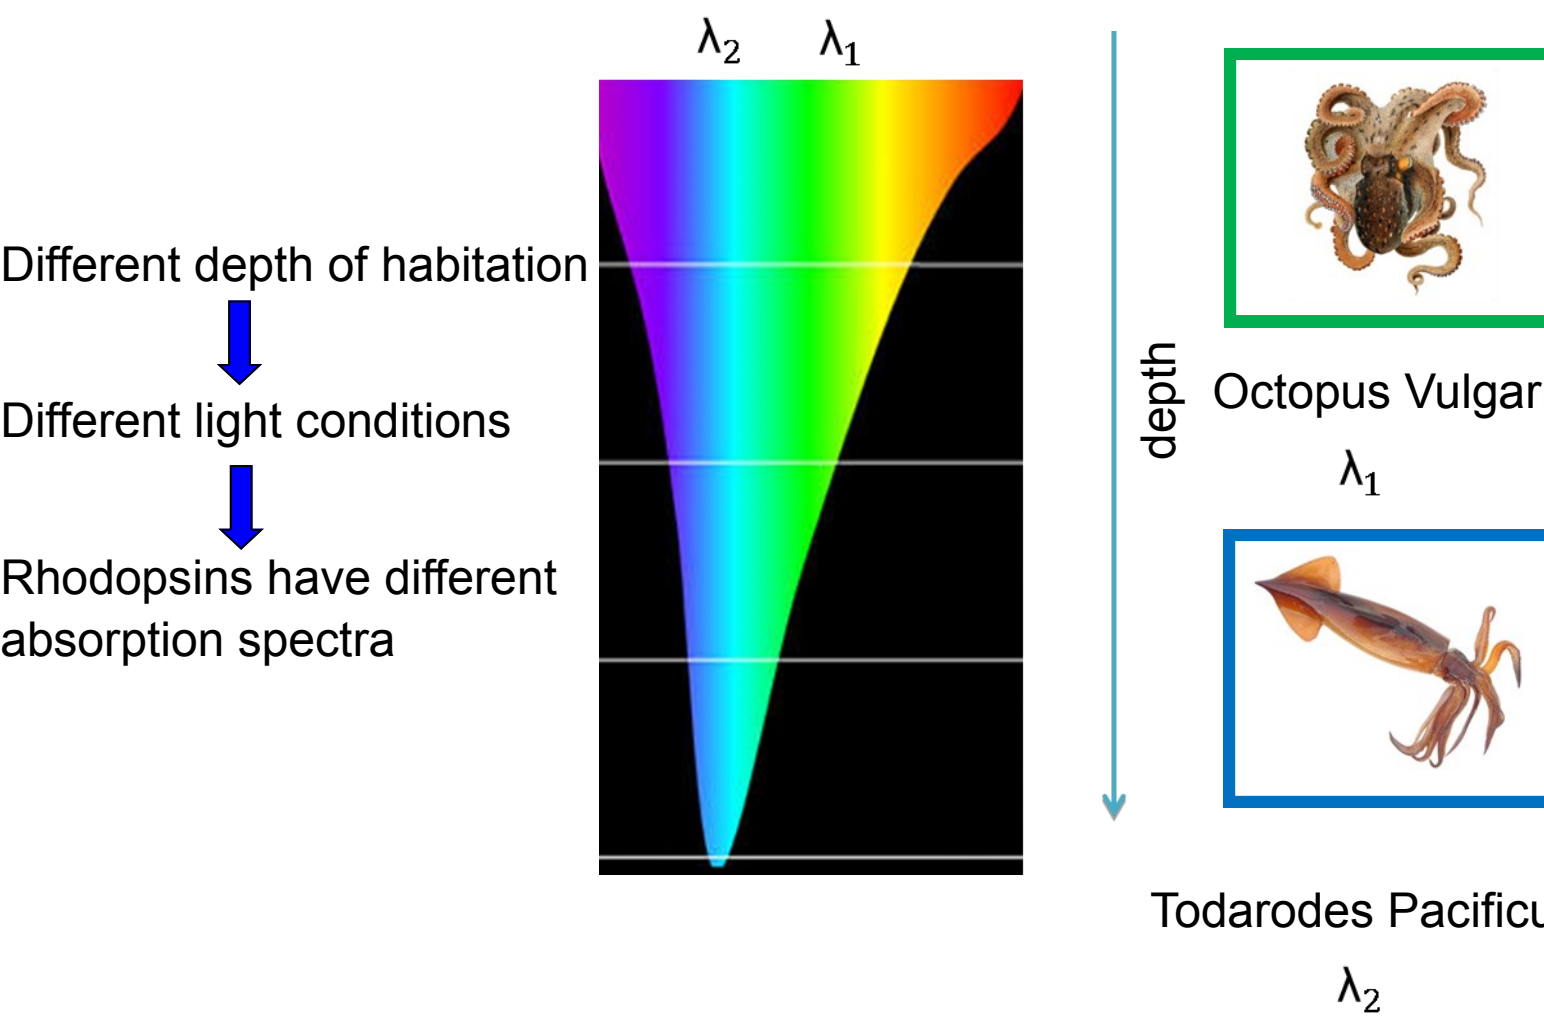 λ₂ λ₁
Different depth of habitation
Different light conditions
Rhodopsins have different
absorption spectra
depth
Octopus Vulgar
λ₁
Todarodes Pacificu
λ₂